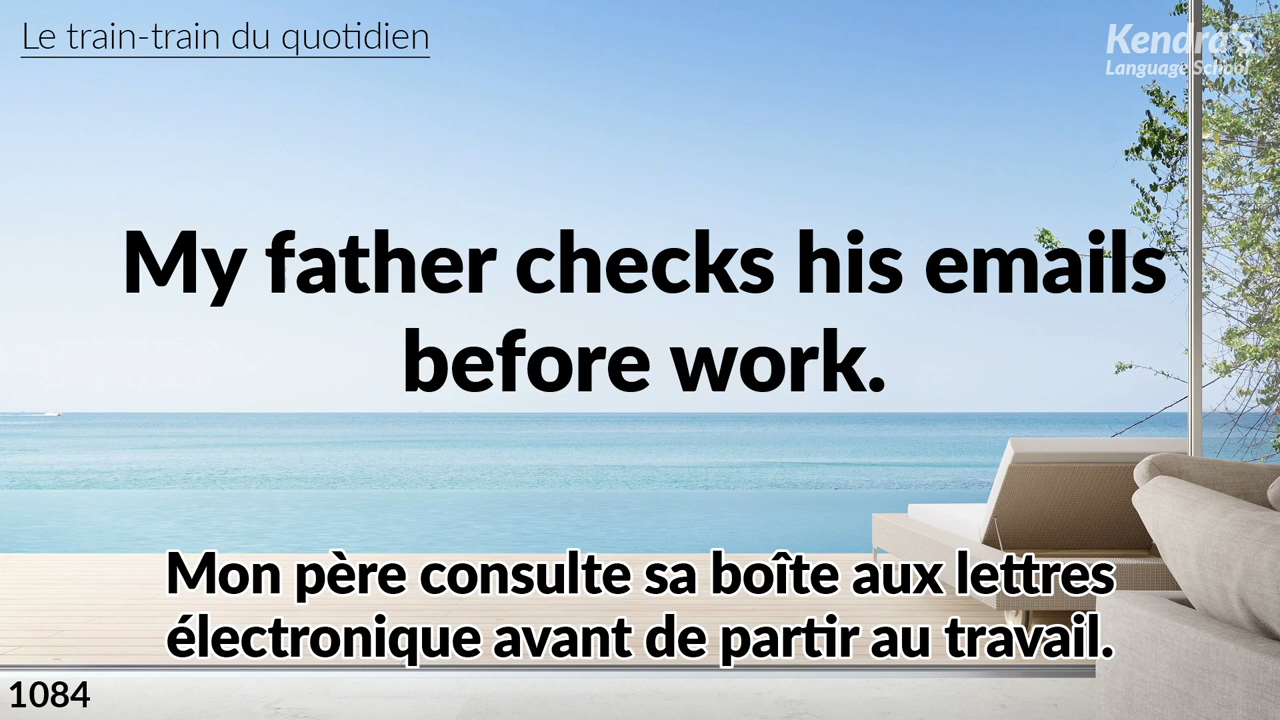 Le train-train du quotidien
Kendra's
Language School
My father checks his emails
before work.
Mon père consulte sa boîte aux lettres
électronique avant de partir au travail.
1084